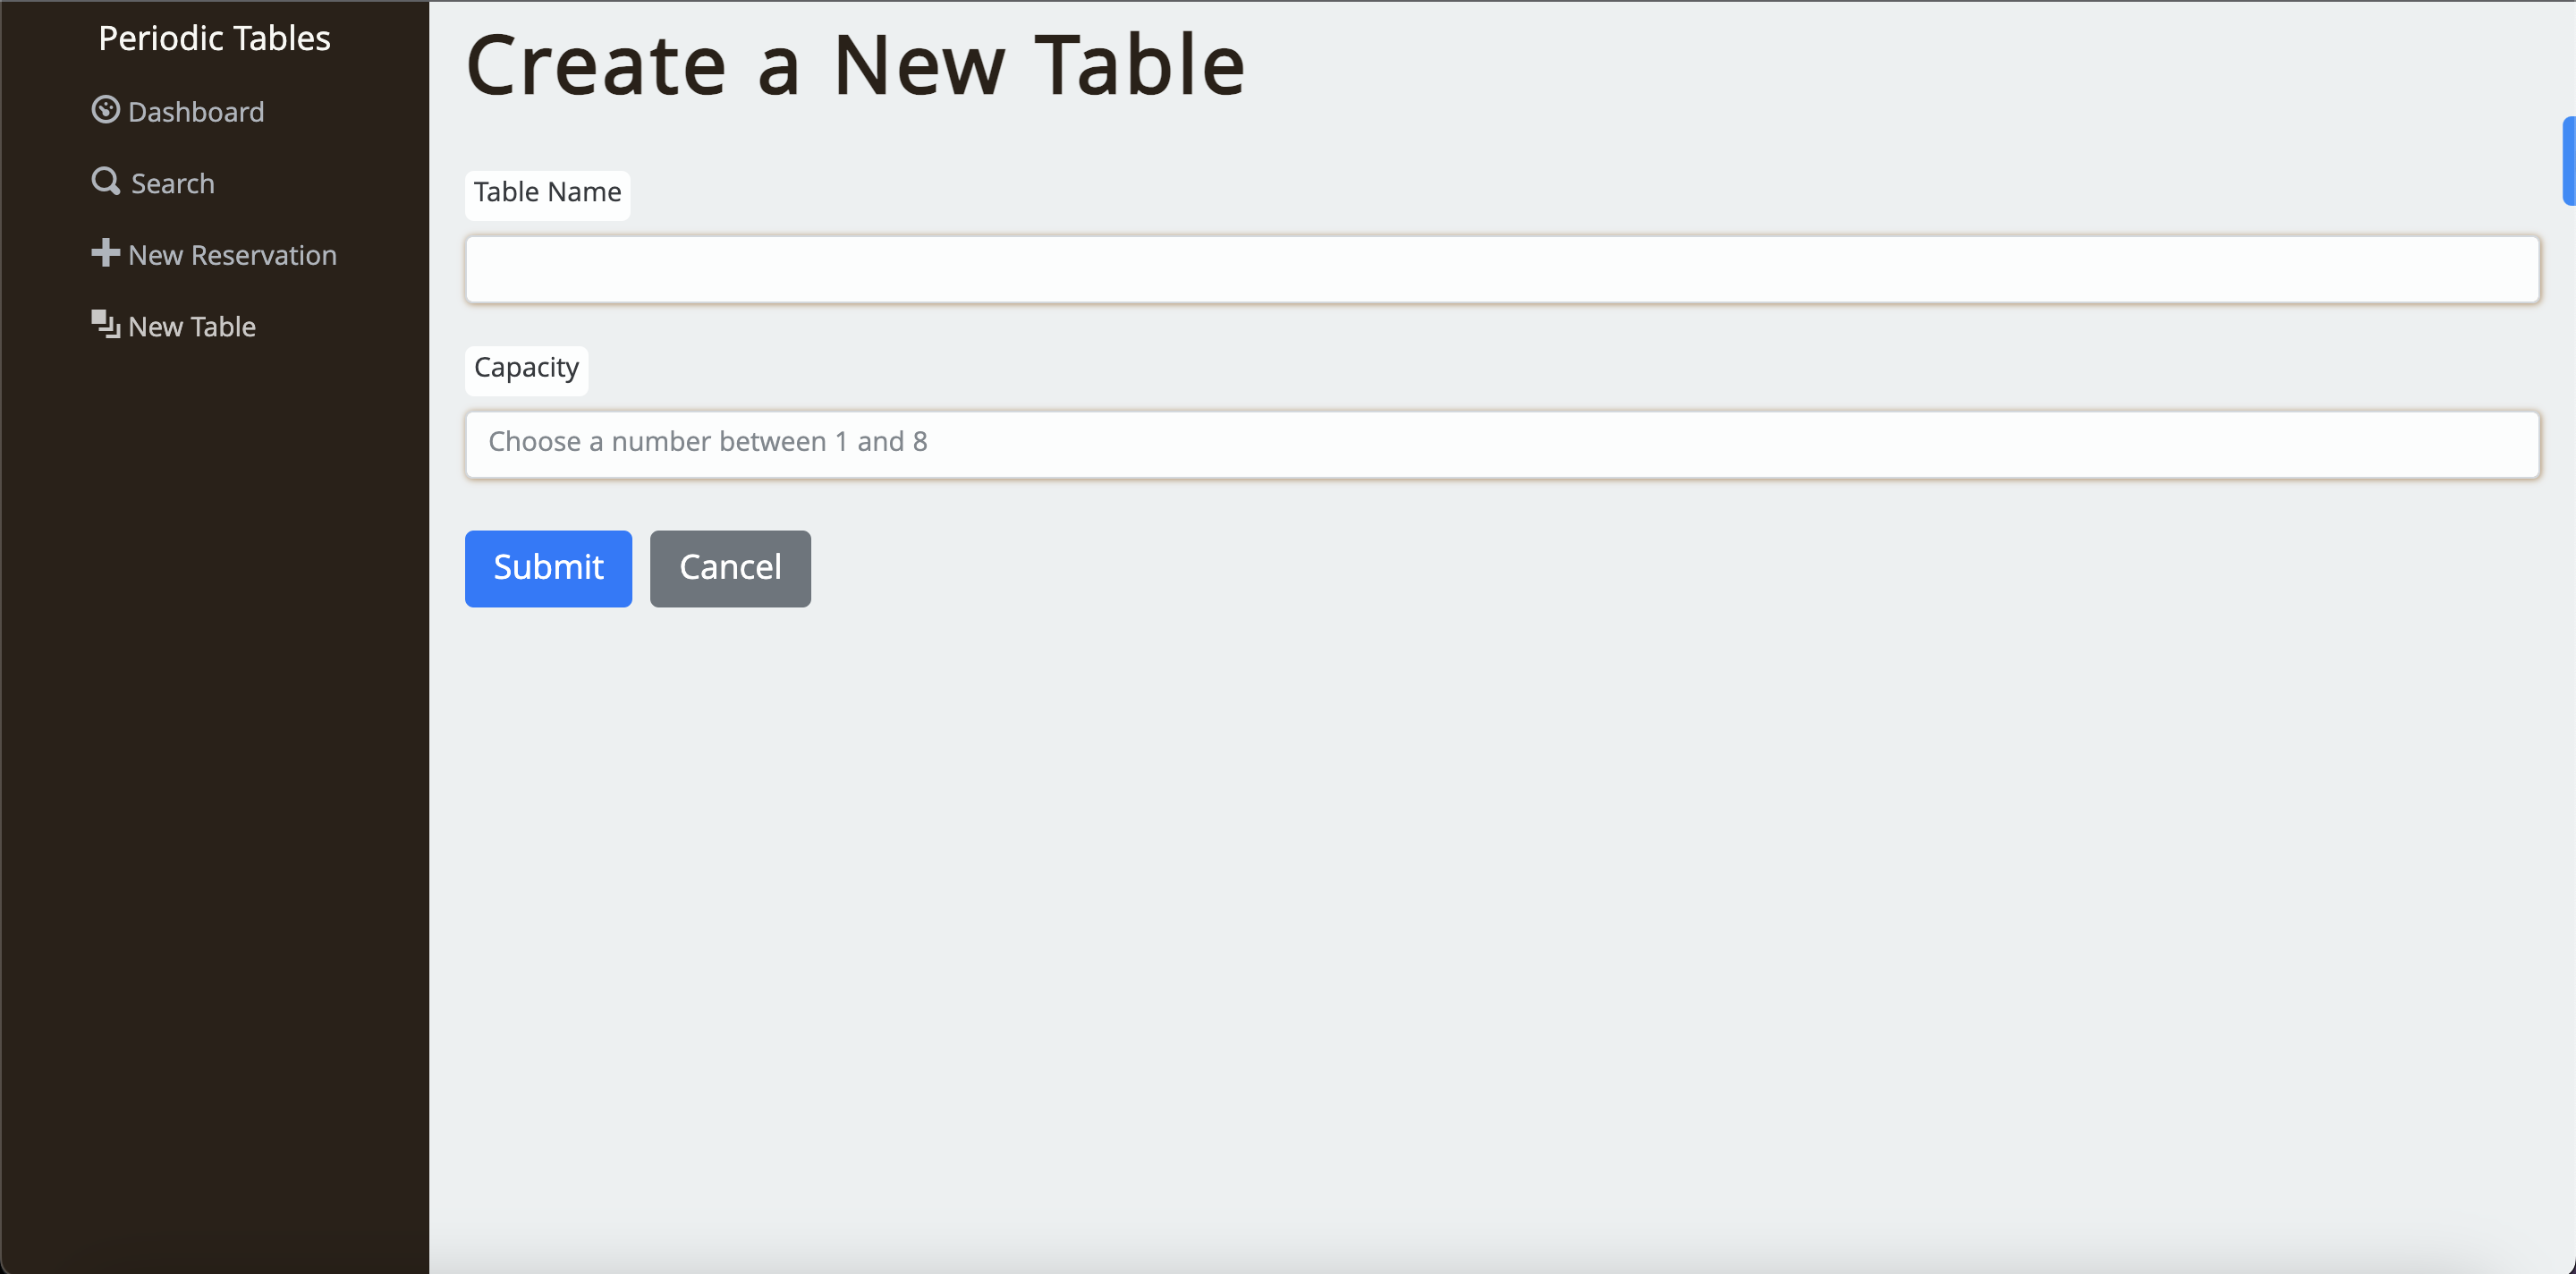 Periodic Tables
Dashboard
Search
New Reservation
New Table
Create a New Table
Table Name
Capacity
Choose a number between 1 and 8
Submit
Cancel